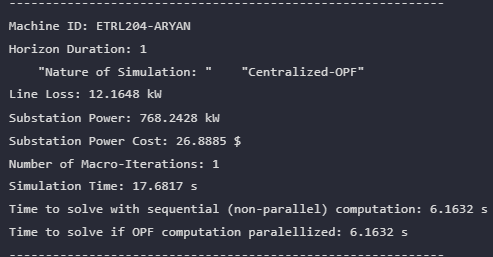 ------------------------------------------------------------
Machine ID: ETRL204-ARYAN
Horizon Duration: 1
    "Nature of Simulation: "    "Centralized-OPF"
Line Loss: 12.1648 kW
Substation Power: 768.2428 kW
Substation Power Cost: 26.8885 $
Number of Macro-Iterations: 1
Simulation Time: 17.6817 s
Time to solve with sequential (non-parallel) computation: 6.1632 s
Time to solve if OPF computation paralellized: 6.1632 s
------------------------------------------------------------